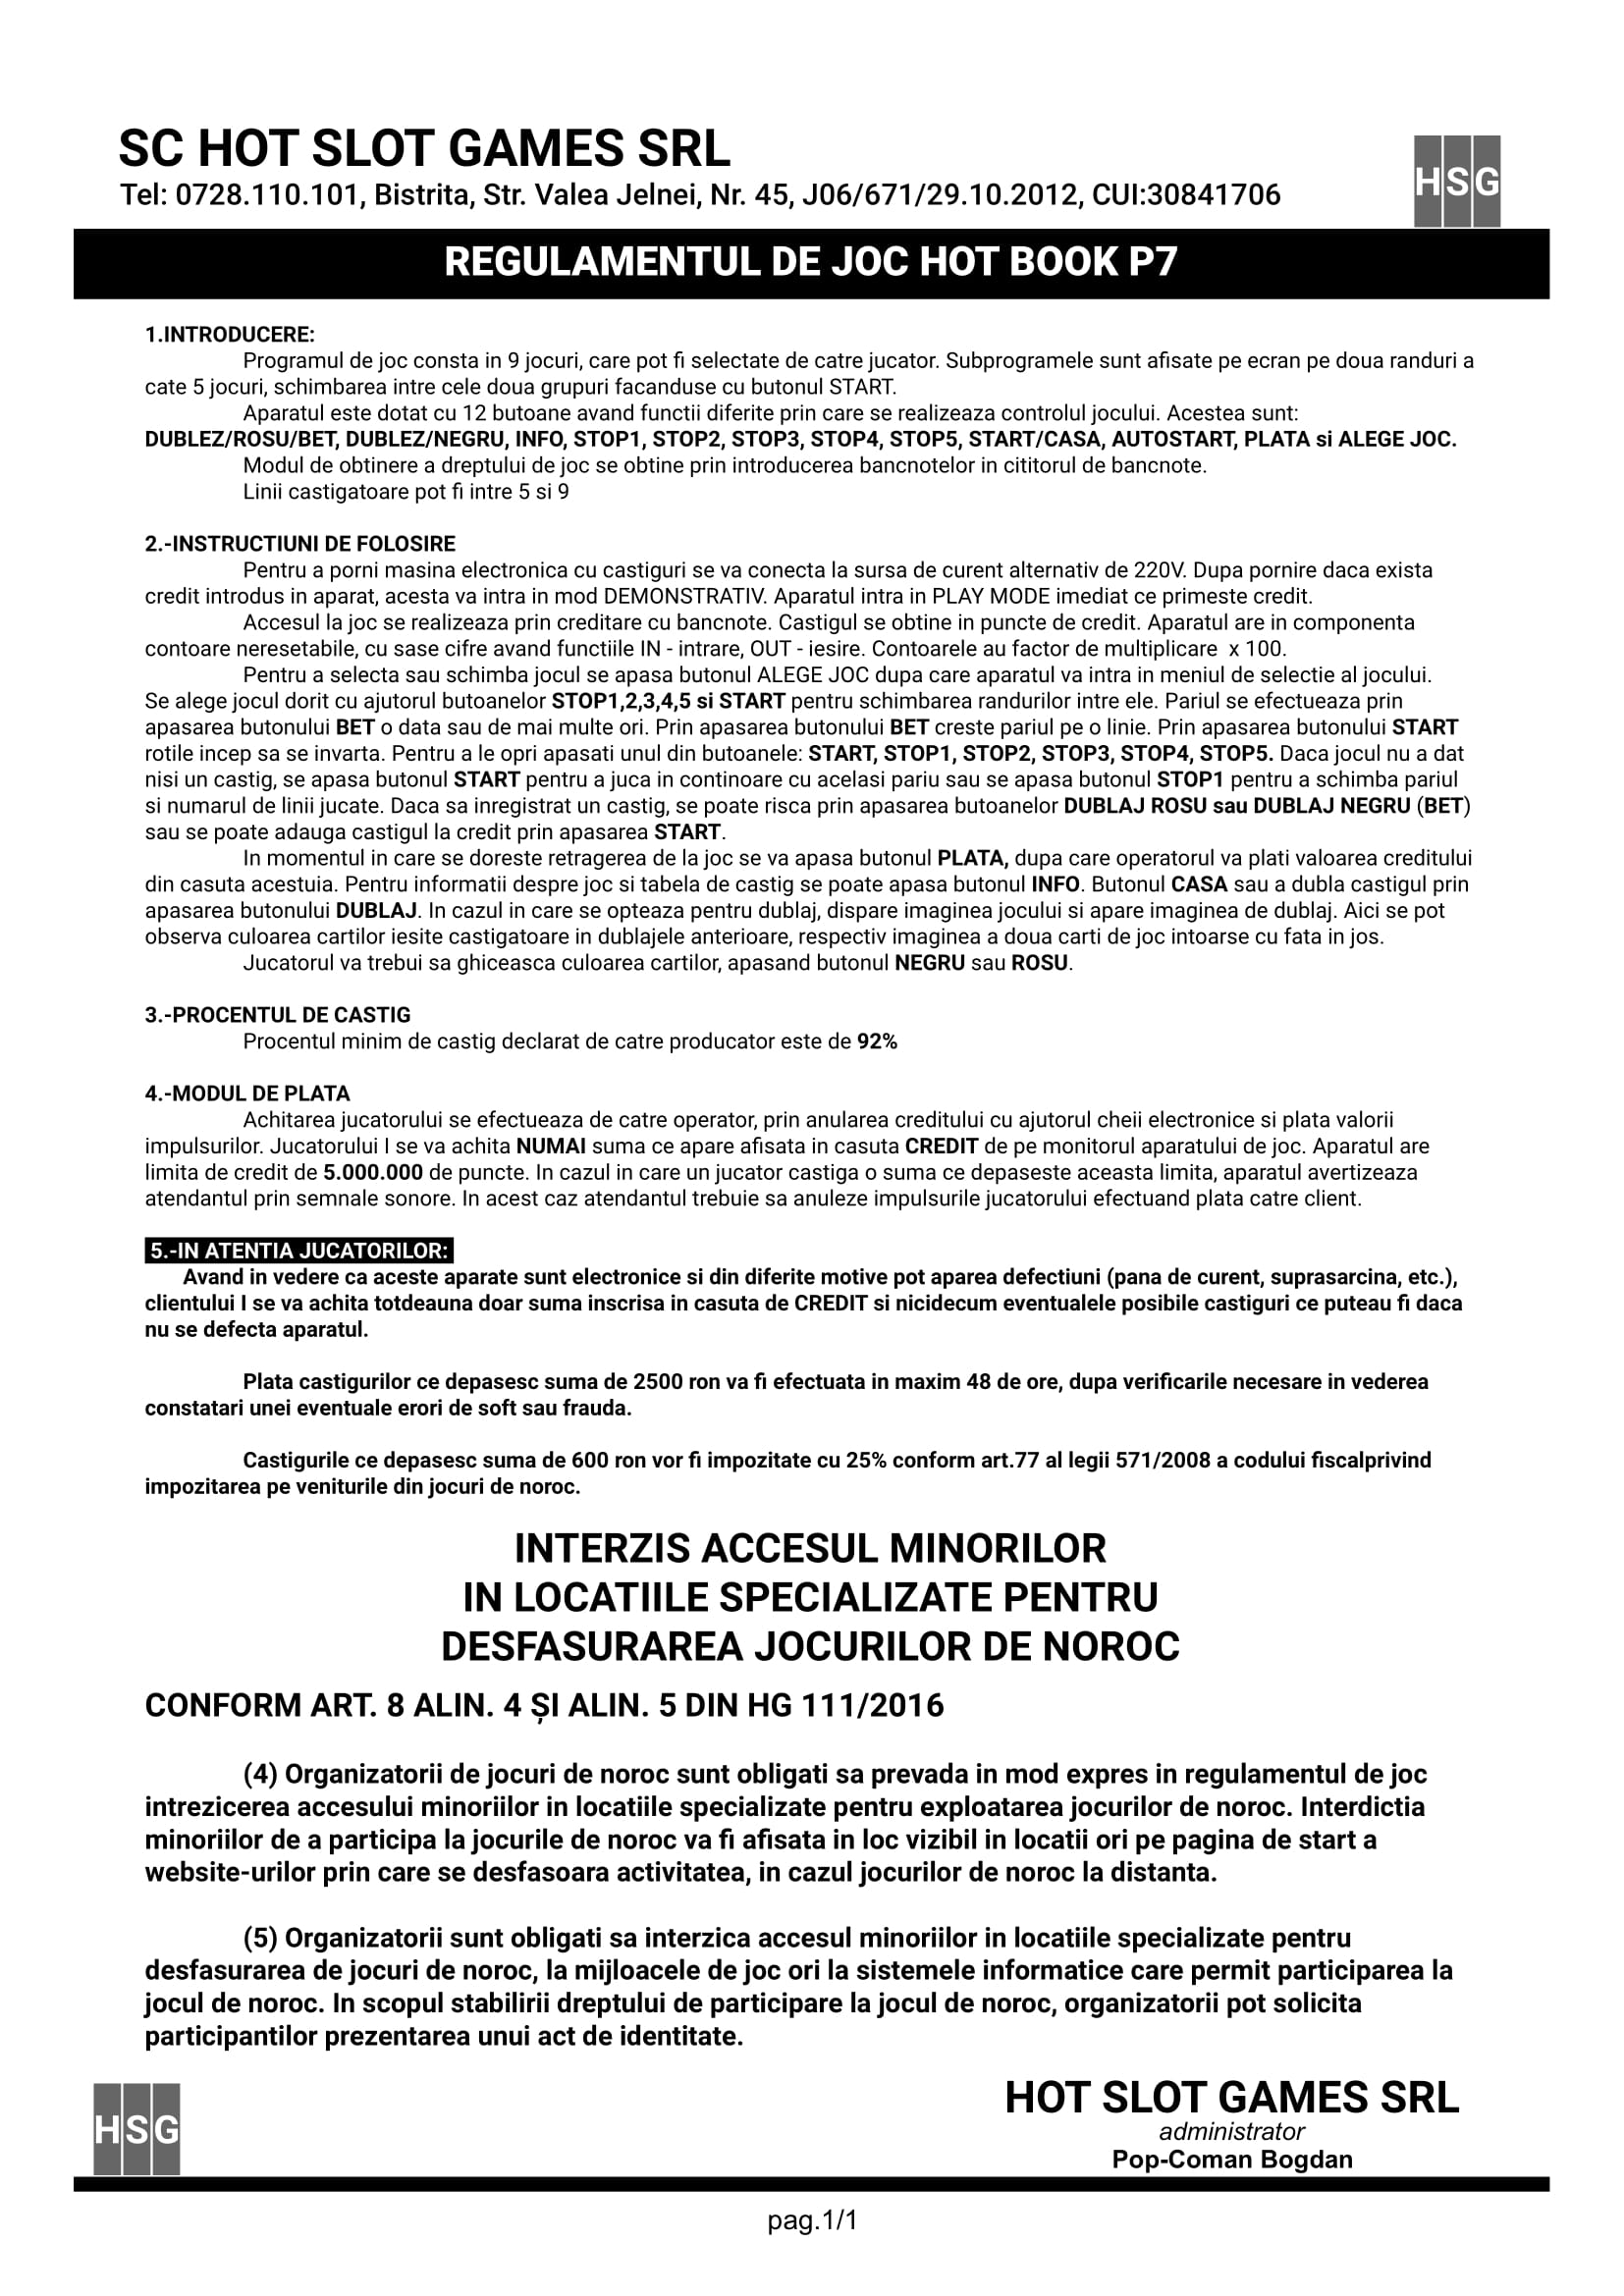 SC HOT SLOT GAMES SRL
Tel: 0728.110.101, Bistrita, Str. Valea Jelnei, Nr. 45, J06/671/29.10.2012, CUI:30841706
HSG
REGULAMENTUL DE JOC HOT BOOK P7
1.INTRODUCERE:
Programul de joc consta in 9 jocuri, care pot fi selectate de catre jucator. Subprogramele sunt afisate pe ecran pe doua randuri a
cate 5 jocuri, schimbarea intre cele doua grupuri facanduse cu butonul START.
Aparatul este dotat cu 12 butoane avand functii diferite prin care se realizeaza controlul jocului. Acestea sunt:
DUBLEZ/ROSU/BET, DUBLEZ/NEGRU, INFO, STOP1, STOP2, STOP3, STOP4, STOP5, START/CASA, AUTOSTART, PLATA si ALEGE JOC.
Modul de obtinere a dreptului de joc se obtine prin introducerea bancnotelor in cititorul de bancnote.
Linii castigatoare pot fi intre 5 si 9
2.-INSTRUCTIUNI DE FOLOSIRE
Pentru a porni masina electronica cu castiguri se va conecta la sursa de curent alternativ de 220V. Dupa pornire daca exista
credit introdus in aparat, acesta va intra in mod DEMONSTRATIV. Aparatul intra in PLAY MODE imediat ce primeste credit.
Accesul la joc se realizeaza prin creditare cu bancnote. Castigul se obtine in puncte de credit. Aparatul are in componenta
contoare neresetabile, cu sase cifre avand functiile IN - intrare, OUT - iesire. Contoarele au factor de multiplicare x 100.
Pentru a selecta sau schimba jocul se apasa butonul ALEGE JOC dupa care aparatul va intra in meniul de selectie al jocului.
Se alege jocul dorit cu ajutorul butoanelor STOP1,2,3,4,5 si START pentru schimbarea randurilor intre ele. Pariul se efectueaza prin
apasarea butonului BET o data sau de mai multe ori. Prin apasarea butonului BET creste pariul pe o linie. Prin apasarea butonului START
rotile incep sa se invarta. Pentru a le opri apasati unul din butoanele: START, STOP1, STOP2, STOP3, STOP4, STOP5. Daca jocul nu a dat
nisi un castig, se apasa butonul START pentru a juca in continoare cu acelasi pariu sau se apasa butonul STOP1 pentru a schimba pariul
si numarul de linii jucate. Daca sa inregistrat un castig, se poate risca prin apasarea butoanelor DUBLAJ ROSU sau DUBLAJ NEGRU (BET)
sau se poate adauga castigul la credit prin apasarea START.
In momentul in care se doreste retragerea de la joc se va apasa butonul PLATA, dupa care operatorul va plati valoarea creditului
din casuta acestuia. Pentru informatii despre joc si tabela de castig se poate apasa butonul INFO. Butonul CASA sau a dubla castigul prin
apasarea butonului DUBLAJ. In cazul in care se opteaza pentru dublaj, dispare imaginea jocului si apare imaginea de dublaj. Aici se pot
observa culoarea cartilor iesite castigatoare in dublajele anterioare, respectiv imaginea a doua carti de joc intoarse cu fata in jos.
Jucatorul va trebui sa ghiceasca culoarea cartilor, apasand butonul NEGRU sau ROSU.
3.-PROCENTUL DE CASTIG
Procentul minim de castig declarat de catre producator este de 92%
4.-MODUL DE PLATA
Achitarea jucatorului se efectueaza de catre operator, prin anularea creditului cu ajutorul cheii electronice si plata valorii
impulsurilor. Jucatorului I se va achita NUMAI suma ce apare afisata in casuta CREDIT de pe monitorul aparatului de joc. Aparatul are
limita de credit de 5.000.000 de puncte. In cazul in care un jucator castiga o suma ce depaseste aceasta limita, aparatul avertizeaza
atendantul prin semnale sonore. In acest caz atendantul trebuie sa anuleze impulsurile jucatorului efectuand plata catre client.
5.-IN ATENTIA JUCATORILOR:
Avand in vedere ca aceste aparate sunt electronice si din diferite motive pot aparea defectiuni (pana de curent, suprasarcina, etc.),
clientului I se va achita totdeauna doar suma inscrisa in casuta de CREDIT si nicidecum eventualele posibile castiguri ce puteau fi daca
nu se defecta aparatul.
Plata castigurilor ce depasesc suma de 2500 ron va fi efectuata in maxim 48 de ore, dupa verificarile necesare in vederea
constatari unei eventuale erori de soft sau frauda.
Castigurile ce depasesc suma de 600 ron vor fi impozitate cu 25% conform art.77 al legii 571/2008 a codului fiscalprivind
impozitarea pe veniturile din jocuri de noroc.
INTERZIS ACCESUL MINORILOR
IN LOCATIILE SPECIALIZATE PENTRU
DESFASURAREA JOCURILOR DE NOROC
CONFORM ART. 8 ALIN. 4 ȘI ALIN. 5 DIN HG 111/2016
(4) Organizatorii de jocuri de noroc sunt obligati sa prevada in mod expres in regulamentul de joc
intrezicerea accesului minoriilor in locatiile specializate pentru exploatarea jocurilor de noroc. Interdictia
minoriilor de a participa la jocurile de noroc va fi afisata in loc vizibil in locatii ori pe pagina de start a
website-urilor prin care se desfasoara activitatea, in cazul jocurilor de noroc la distanta.
(5) Organizatorii sunt obligati sa interzica accesul minoriilor in locatiile specializate pentru
desfasurarea de jocuri de noroc, la mijloacele de joc ori la sistemele informatice care permit participarea la
jocul de noroc. In scopul stabilirii dreptului de participare la jocul de noroc, organizatorii pot solicita
participantilor prezentarea unui act de identitate.
HSG
HOT SLOT GAMES SRL
administrator
Pop-Coman Bogdan
pag.1/1